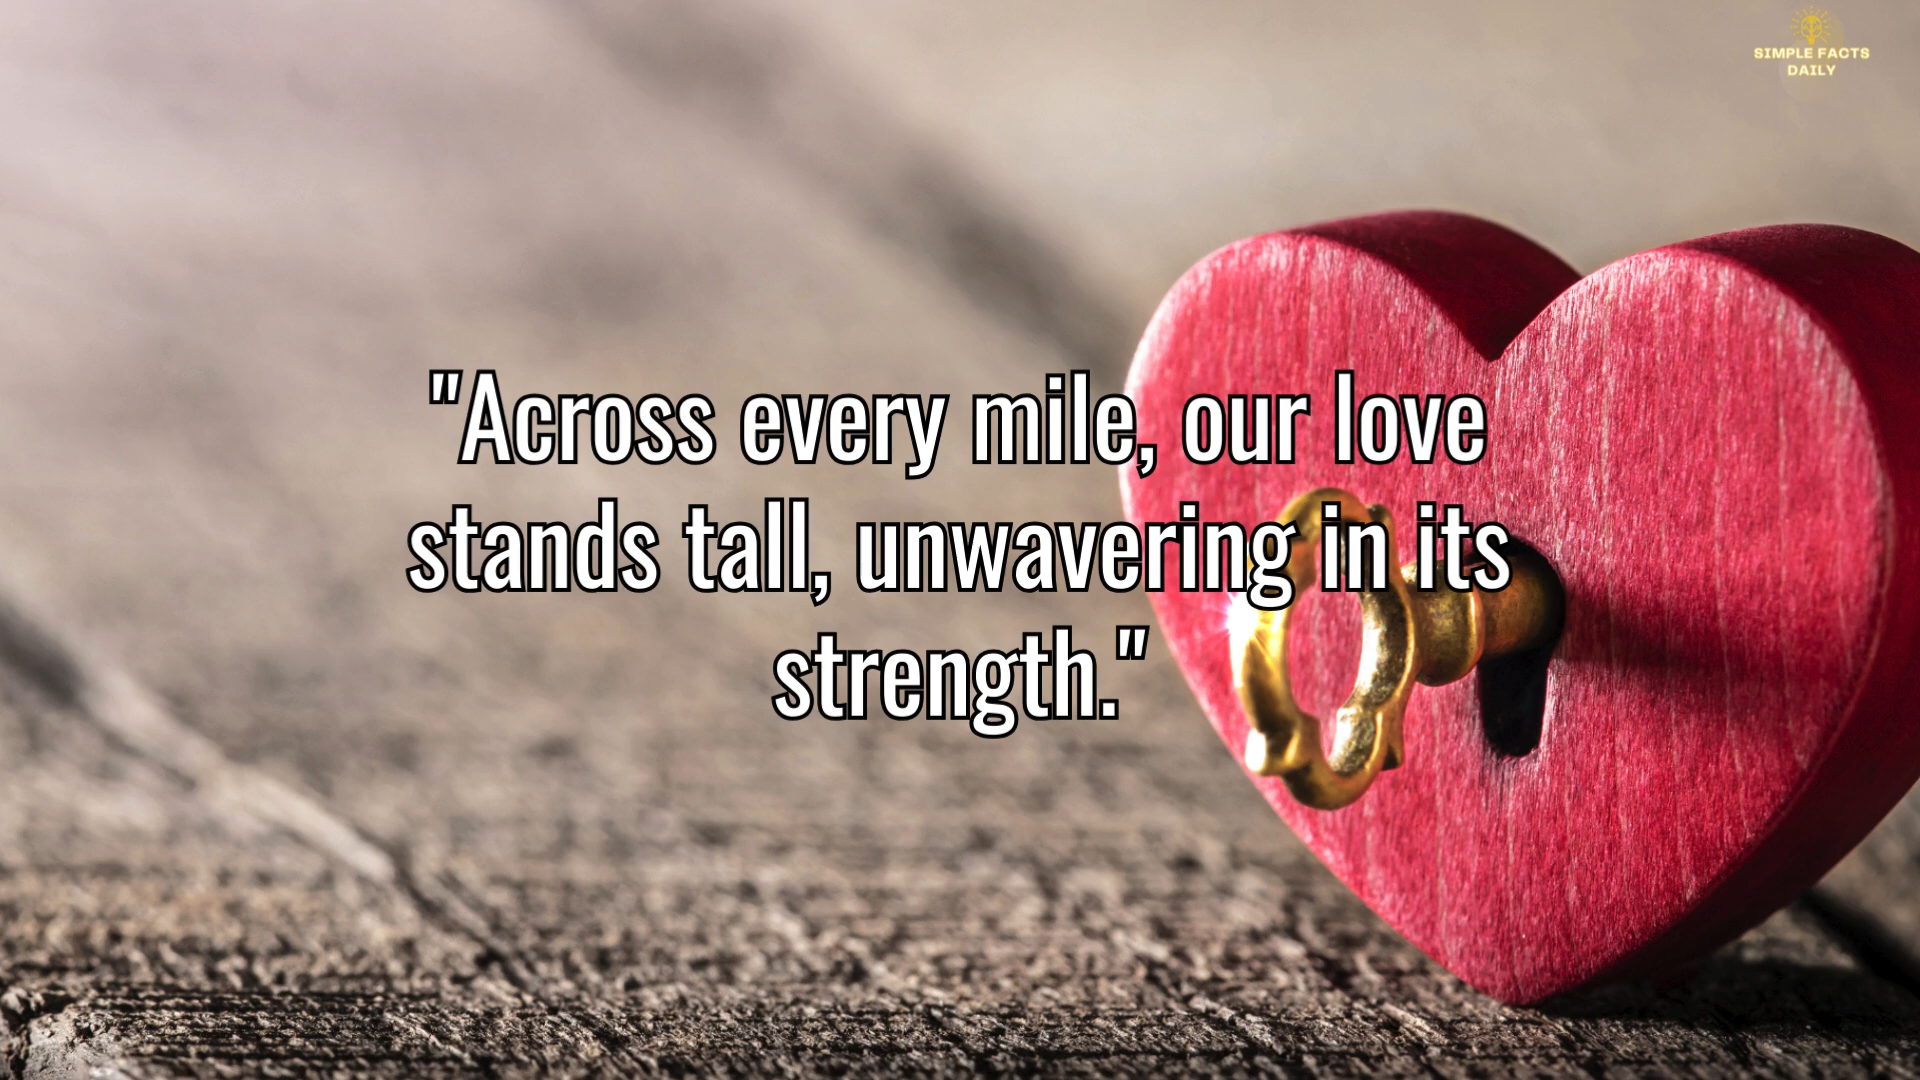 SIMPLE FACTS
DAILY
"Across every mile, our love
stands tall, unwavering in its
strength."